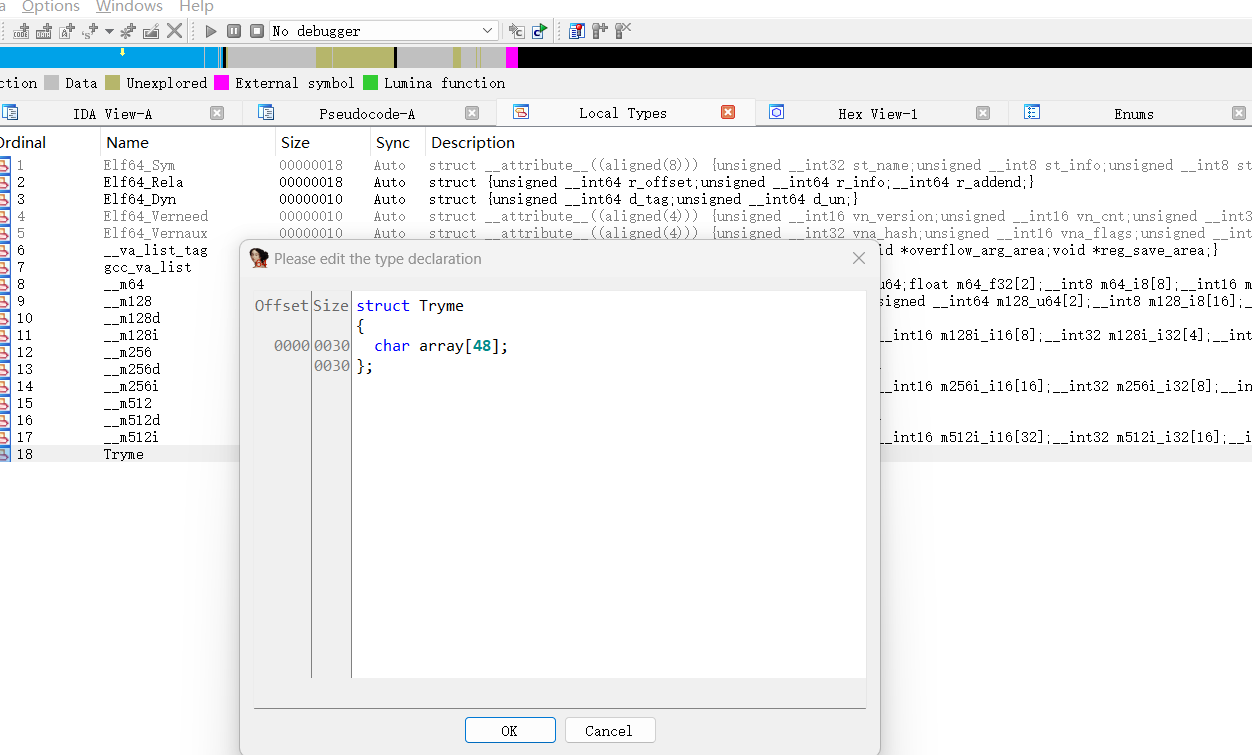 Options Windows Help
No debugger
ction Data Unexplored External symbol Lumina function
IDA View-A Pseudocode-A Local Types Hex View-1 Enums
Ordinal Name Size Sync Description
1 Elf64_Sym 00000018 Auto struct __attribute__((aligned(8))) {unsigned __int32 st_name;unsigned __int8 st_info;unsigned __int8 st
2 Elf64_Rela 00000018 Auto struct {unsigned __int64 r_offset;unsigned __int64 r_info;__int64 r_addend;}
3 Elf64_Dyn 00000010 Auto struct {unsigned __int64 d_tag;unsigned __int64 d_un;}
4 Elf64_Verneed 00000010 Auto struct __attribute__((aligned(4))) {unsigned __int16 vn_version;unsigned __int16 vn_cnt;unsigned __int3
5 Elf64_Vernaux 00000010 Auto struct __attribute__((aligned(4))) {unsigned __int32 vna_hash;unsigned __int16 vna_flags;unsigned __int
6 __va_list_tag id *overflow_arg_area;void *reg_save_area;}
7 gcc_va_list
8 __m64 u64;float m64_f32[2];__int8 m64_i8[8];__int16 m
9 __m128 signed __int64 m128_u64[2];__int8 m128_i8[16];
10 __m128d
11 __m128i __int16 m128i_i16[8];__int32 m128i_i32[4];__int
12 __m256
13 __m256d
14 __m256i __int16 m256i_i16[16];__int32 m256i_i32[8];__in
15 __m512
16 __m512d
17 __m512i __int16 m512i_i16[32];__int32 m512i_i32[16];__i
18 Tryme
Please edit the type declaration
Offset Size struct Tryme
{
0000 0030 char array[48];
0030 };
OK Cancel